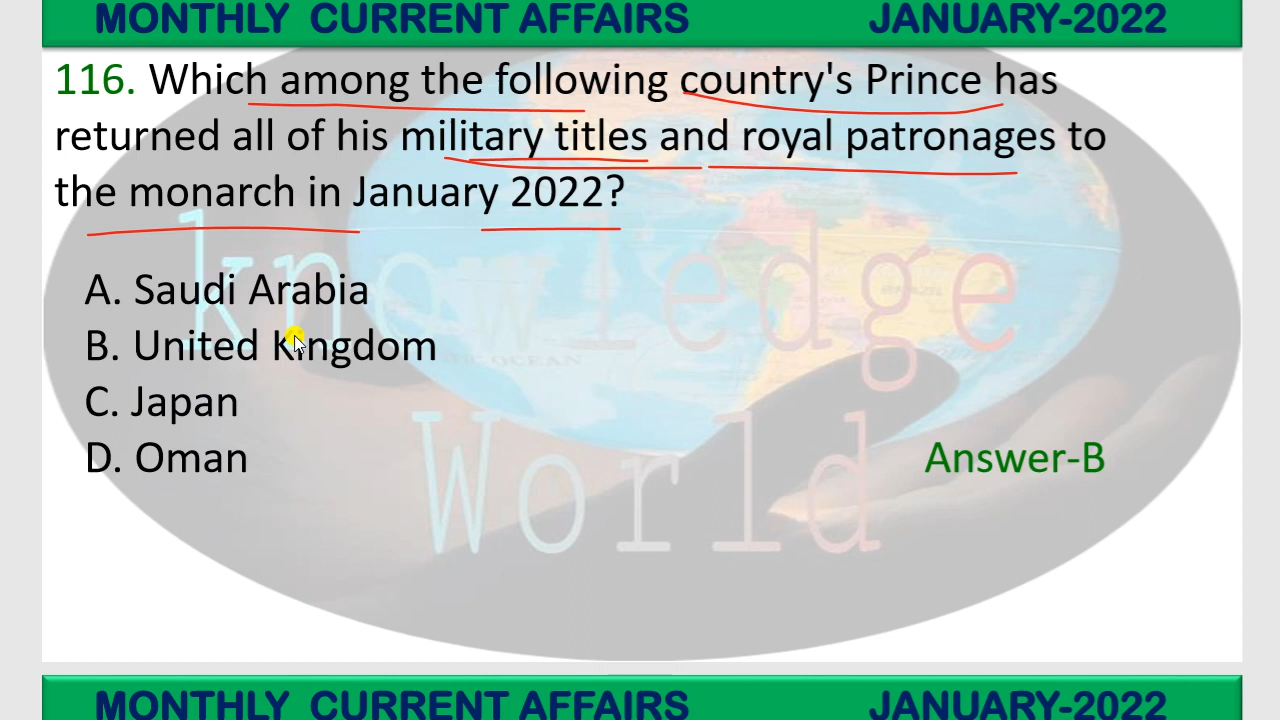 MONTHLY CURRENT AFFAIRS JANUARY-2022
116. Which among the following country's Prince has
returned all of his military titles and royal patronages to
the monarch in January 2022?
A. Saudi Arabia
B. United Kingdom
C. Japan
D. Oman
Answer-B
knowledge
World
BRAZIL
OCEAN
MONTHLY CURRENT AFFAIRS JANUARY-2022